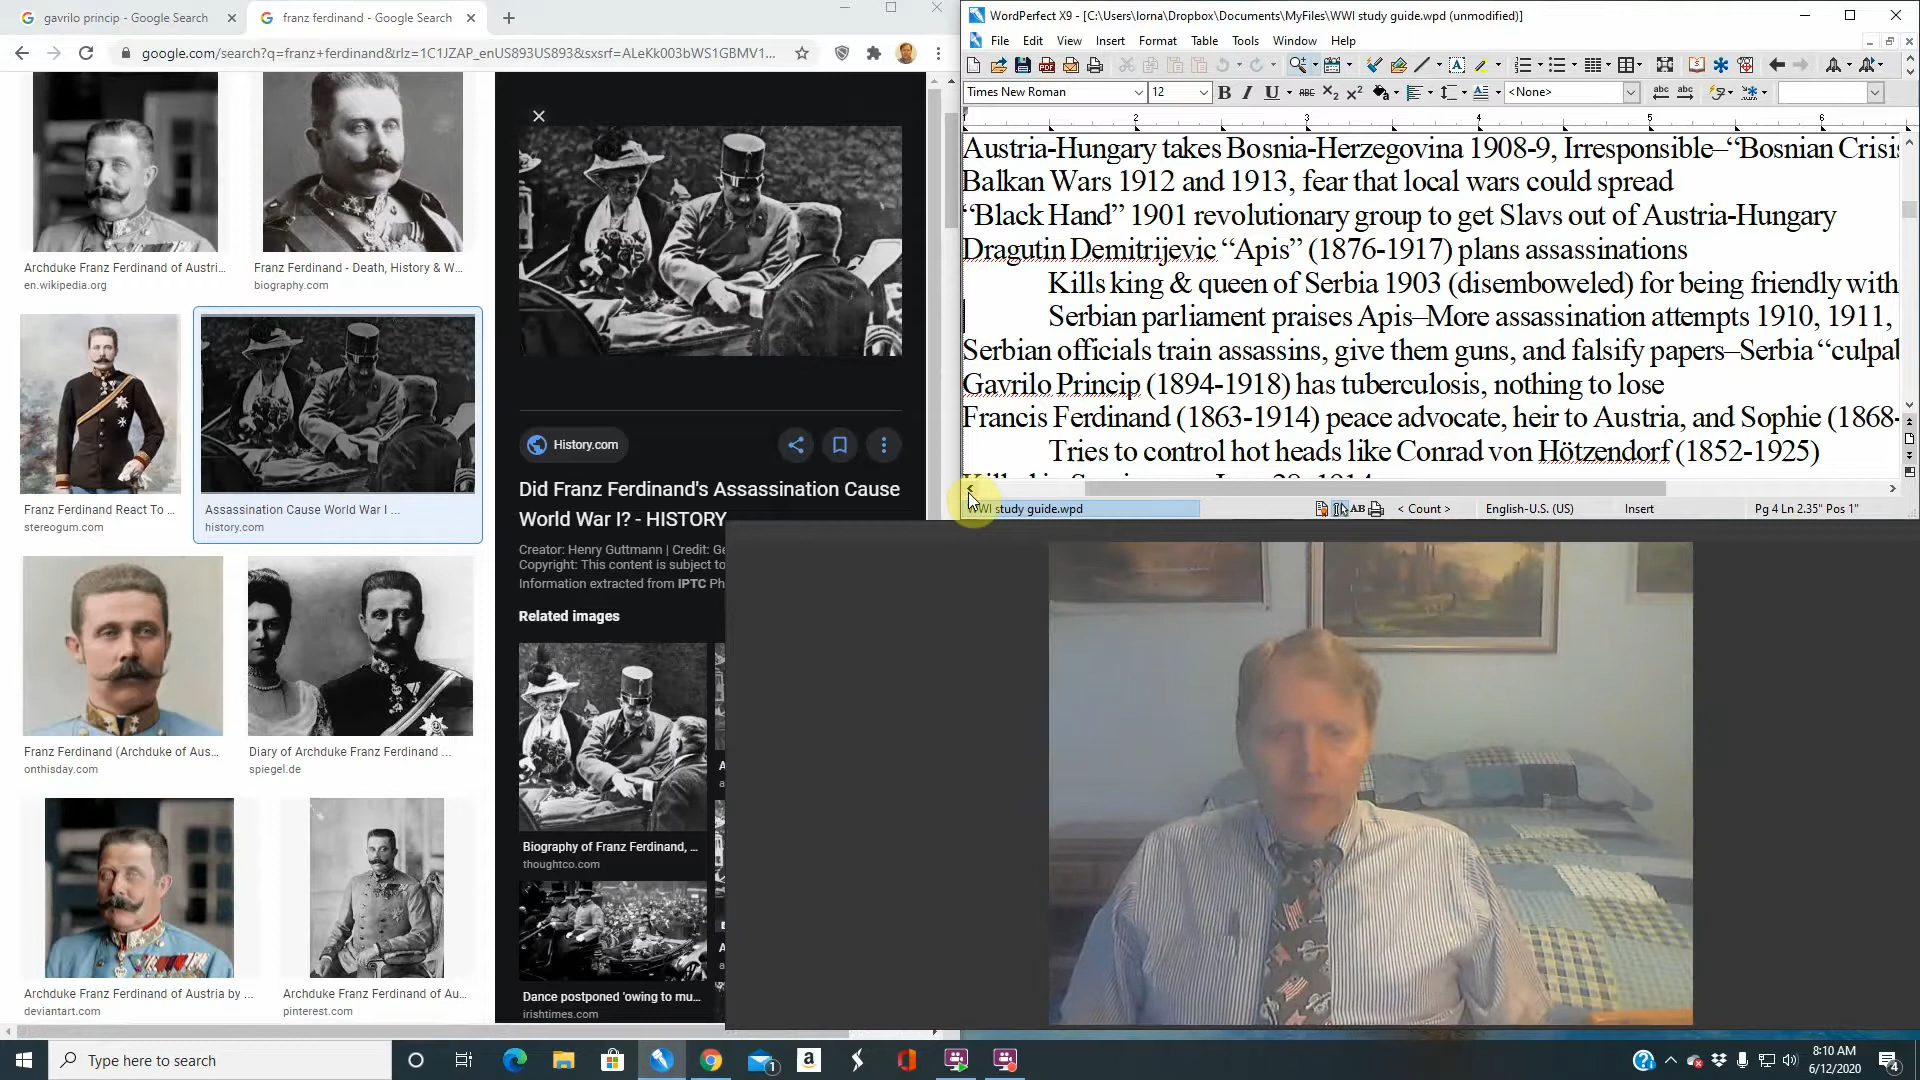 gavrilo princip - Google Search
franz ferdinand - Google Search
google.com/search?q=franz+ferdinand&rlz=1C1JZAP_enUS893US893&sxsrf=ALeKk003bWS1GBMV1...
Archduke Franz Ferdinand of Austri...
en.wikipedia.org
Franz Ferdinand - Death, History & W...
biography.com
Franz Ferdinand React To ...
stereogum.com
Assassination Cause World War I ...
history.com
Franz Ferdinand (Archduke of Aus...
onthisday.com
Diary of Archduke Franz Ferdinand ...
spiegel.de
Archduke Franz Ferdinand of Austria by ...
deviantart.com
Archduke Franz Ferdinand of Au...
pinterest.com
History.com
Did Franz Ferdinand's Assassination Cause
World War I? - HISTORY
Creator: Henry Guttmann | Credit: Ge
Copyright: This content is subject to
Information extracted from IPTC Ph
Related images
Biography of Franz Ferdinand, ...
thoughtco.com
Dance postponed 'owing to mu...
irishtimes.com
WordPerfect X9 - [C:\Users\lorna\Dropbox\Documents\MyFiles\WWI study guide.wpd (unmodified)]
File Edit View Insert Format Table Tools Window Help
Times New Roman 12 <None>
2 3 4 5 6
Austria-Hungary takes Bosnia-Herzegovina 1908-9, Irresponsible–“Bosnian Crisis
Balkan Wars 1912 and 1913, fear that local wars could spread
“Black Hand” 1901 revolutionary group to get Slavs out of Austria-Hungary
Dragutin Demitrijevic “Apis” (1876-1917) plans assassinations
Kills king & queen of Serbia 1903 (disemboweled) for being friendly with
Serbian parliament praises Apis–More assassination attempts 1910, 1911,
Serbian officials train assassins, give them guns, and falsify papers–Serbia “culpal
Gavrilo Princip (1894-1918) has tuberculosis, nothing to lose
Francis Ferdinand (1863-1914) peace advocate, heir to Austria, and Sophie (1868-
Tries to control hot heads like Conrad von Hötzendorf (1852-1925)
WWI study guide.wpd
< Count > English-U.S. (US) Insert Pg 4 Ln 2.35" Pos 1"
Type here to search
8:10 AM
6/12/2020